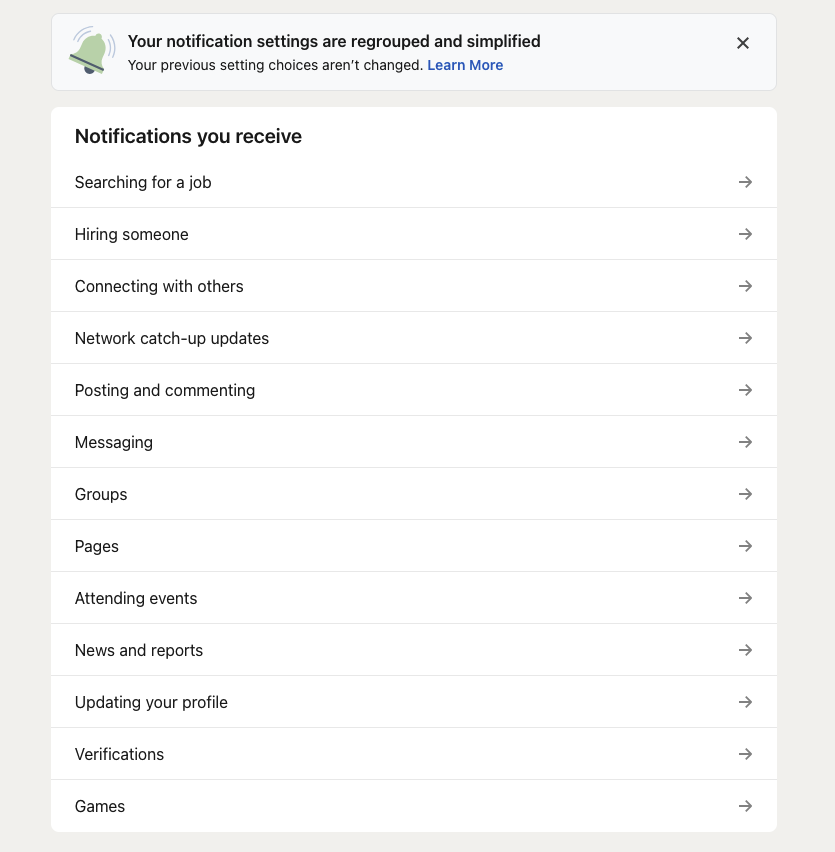 Your notification settings are regrouped and simplified
Your previous setting choices aren’t changed. Learn More
Notifications you receive
Searching for a job
Hiring someone
Connecting with others
Network catch-up updates
Posting and commenting
Messaging
Groups
Pages
Attending events
News and reports
Updating your profile
Verifications
Games